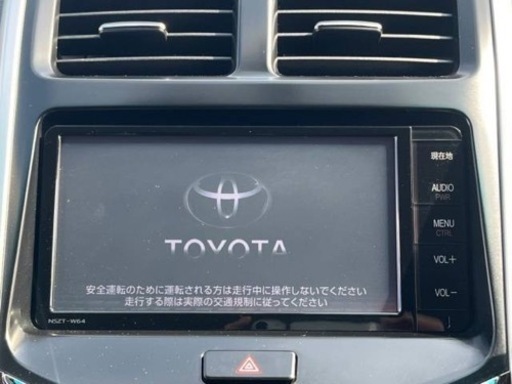 現在地
AUDIO
PWR
MENU
CTRL
VOL+
VOL-
TOYOTA
安全運転のために運転される方は走行中に操作しないでください
走行する際は実際の交通規制に従ってください
NSZT-W64